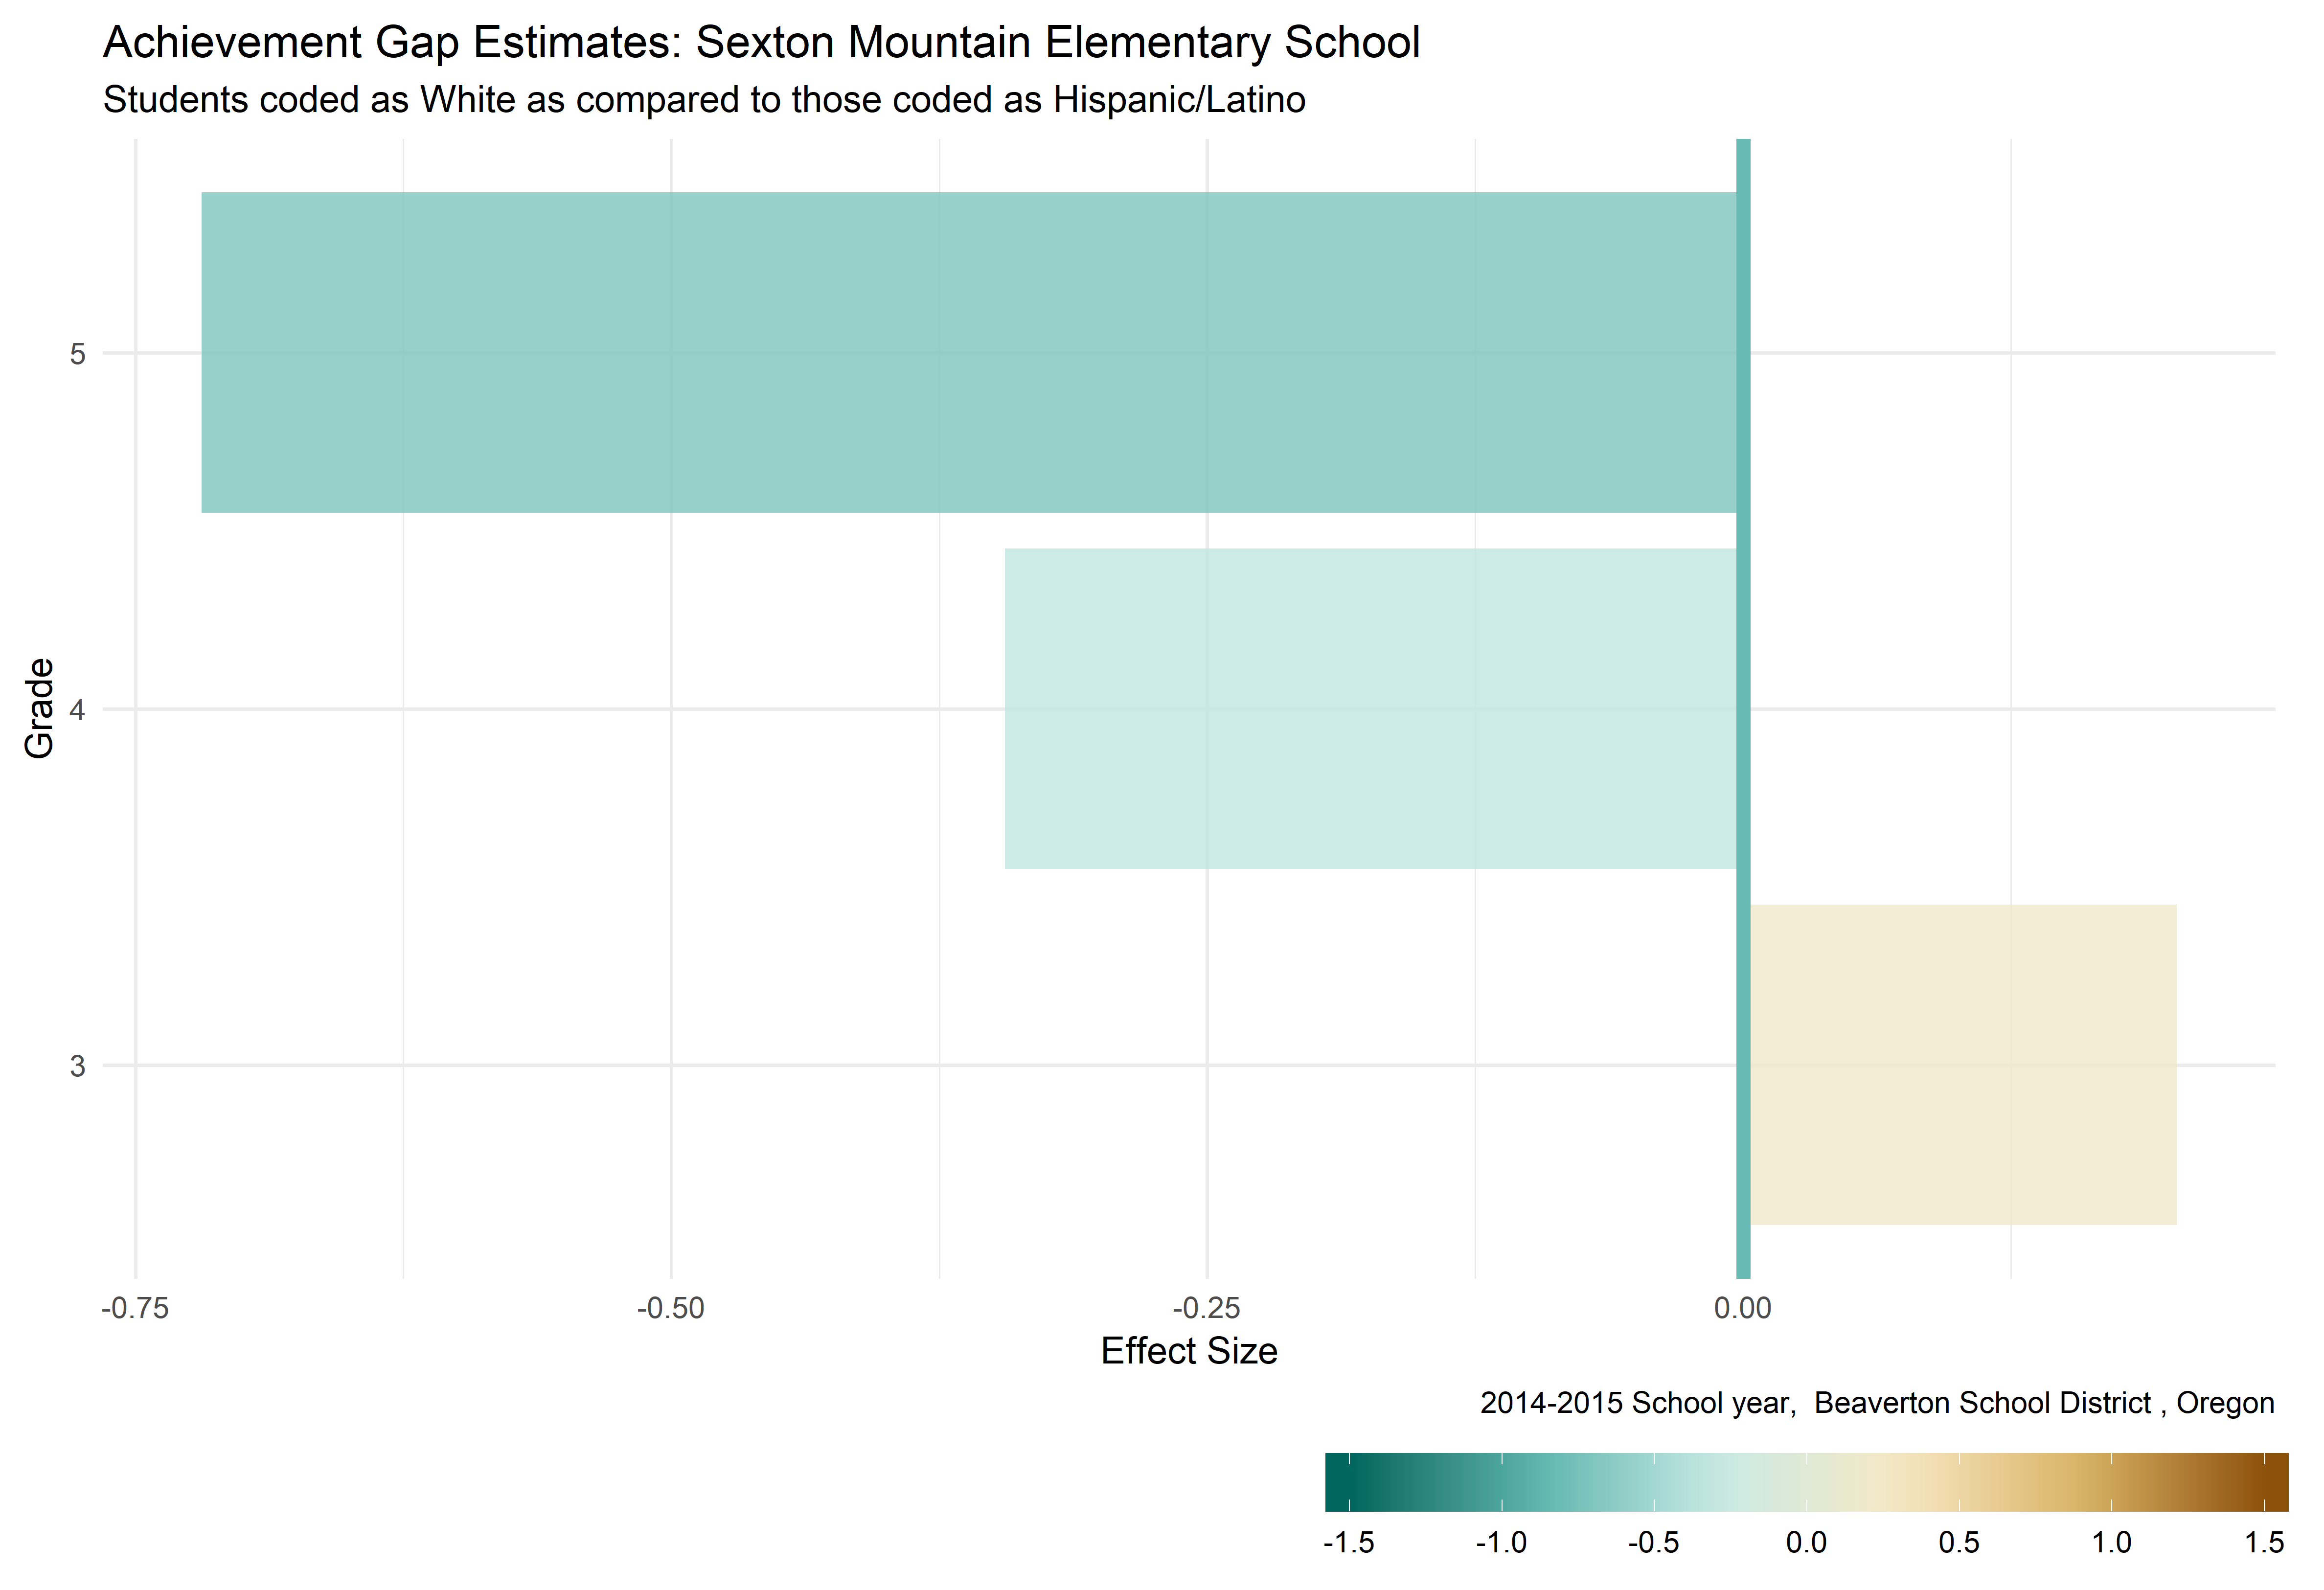 Achievement Gap Estimates: Sexton Mountain Elementary School
Students coded as White as compared to those coded as Hispanic/Latino
5
4
3
Grade
-0.75 -0.50 -0.25 0.00
Effect Size
2014-2015 School year,  Beaverton School District , Oregon
-1.5 -1.0 -0.5 0.0 0.5 1.0 1.5